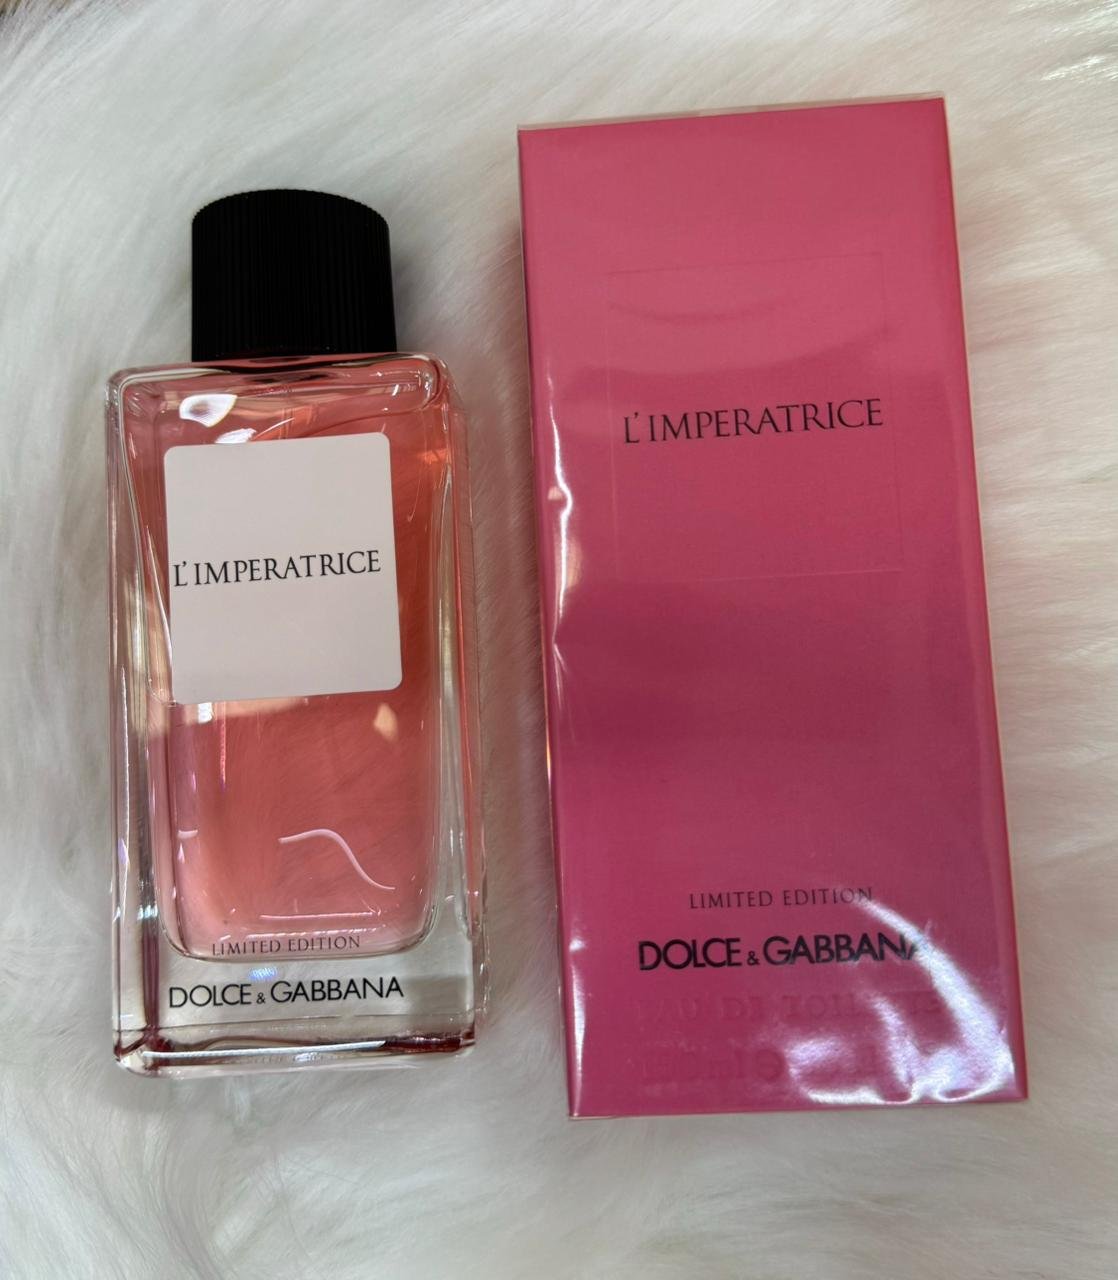 L'IMPERATRICE
LIMITED EDITION
DOLCE & GABBANA
L'IMPERATRICE
LIMITED EDITION
DOLCE & GABBANA